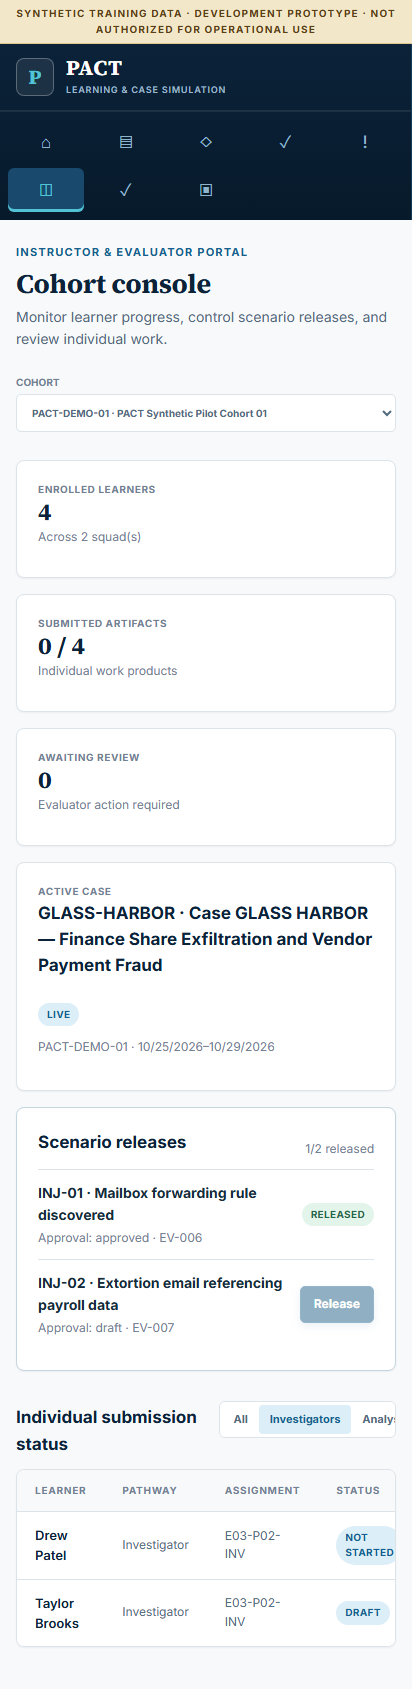 SYNTHETIC TRAINING DATA · DEVELOPMENT PROTOTYPE · NOT
AUTHORIZED FOR OPERATIONAL USE
P
PACT
LEARNING & CASE SIMULATION
INSTRUCTOR & EVALUATOR PORTAL
Cohort console
Monitor learner progress, control scenario releases, and
review individual work.
COHORT
PACT-DEMO-01 · PACT Synthetic Pilot Cohort 01
ENROLLED LEARNERS
4
Across 2 squad(s)
SUBMITTED ARTIFACTS
0 / 4
Individual work products
AWAITING REVIEW
0
Evaluator action required
ACTIVE CASE
GLASS-HARBOR · Case GLASS HARBOR
— Finance Share Exfiltration and Vendor
Payment Fraud
LIVE
PACT-DEMO-01 · 10/25/2026–10/29/2026
Scenario releases
1/2 released
INJ-01 · Mailbox forwarding rule
discovered
RELEASED
Approval: approved · EV-006
INJ-02 · Extortion email referencing
payroll data
Release
Approval: draft · EV-007
Individual submission
status
All Investigators Analys
LEARNER PATHWAY ASSIGNMENT STATUS
Drew
Patel
Investigator
E03-P02-
INV
NOT
STARTED
Taylor
Brooks
Investigator
E03-P02-
INV
DRAFT